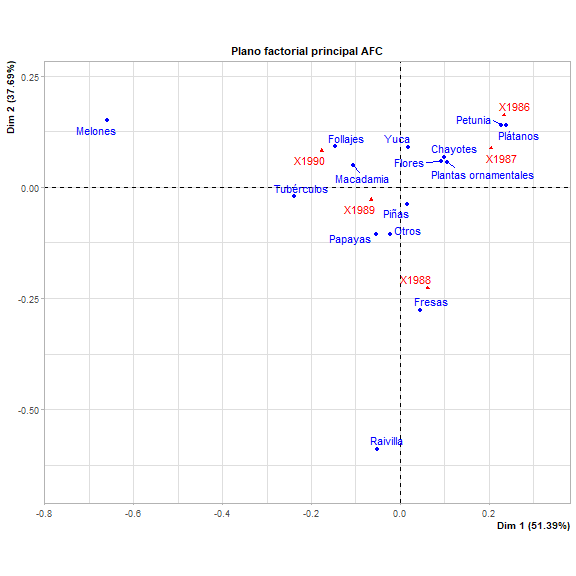 Plano factorial principal AFC
Dim 2 (37.69%)
0.25
0.00
-0.25
-0.50
X1986
Petunia
Plátanos
Melones
Follajes
Yuca
Chayotes
X1987
X1990
Flores
Plantas ornamentales
Macadamia
Tubérculos
X1989
Piñas
Papayas
Otros
X1988
Fresas
Raivilla
-0.8
-0.6
-0.4
-0.2
0.0
0.2
Dim 1 (51.39%)